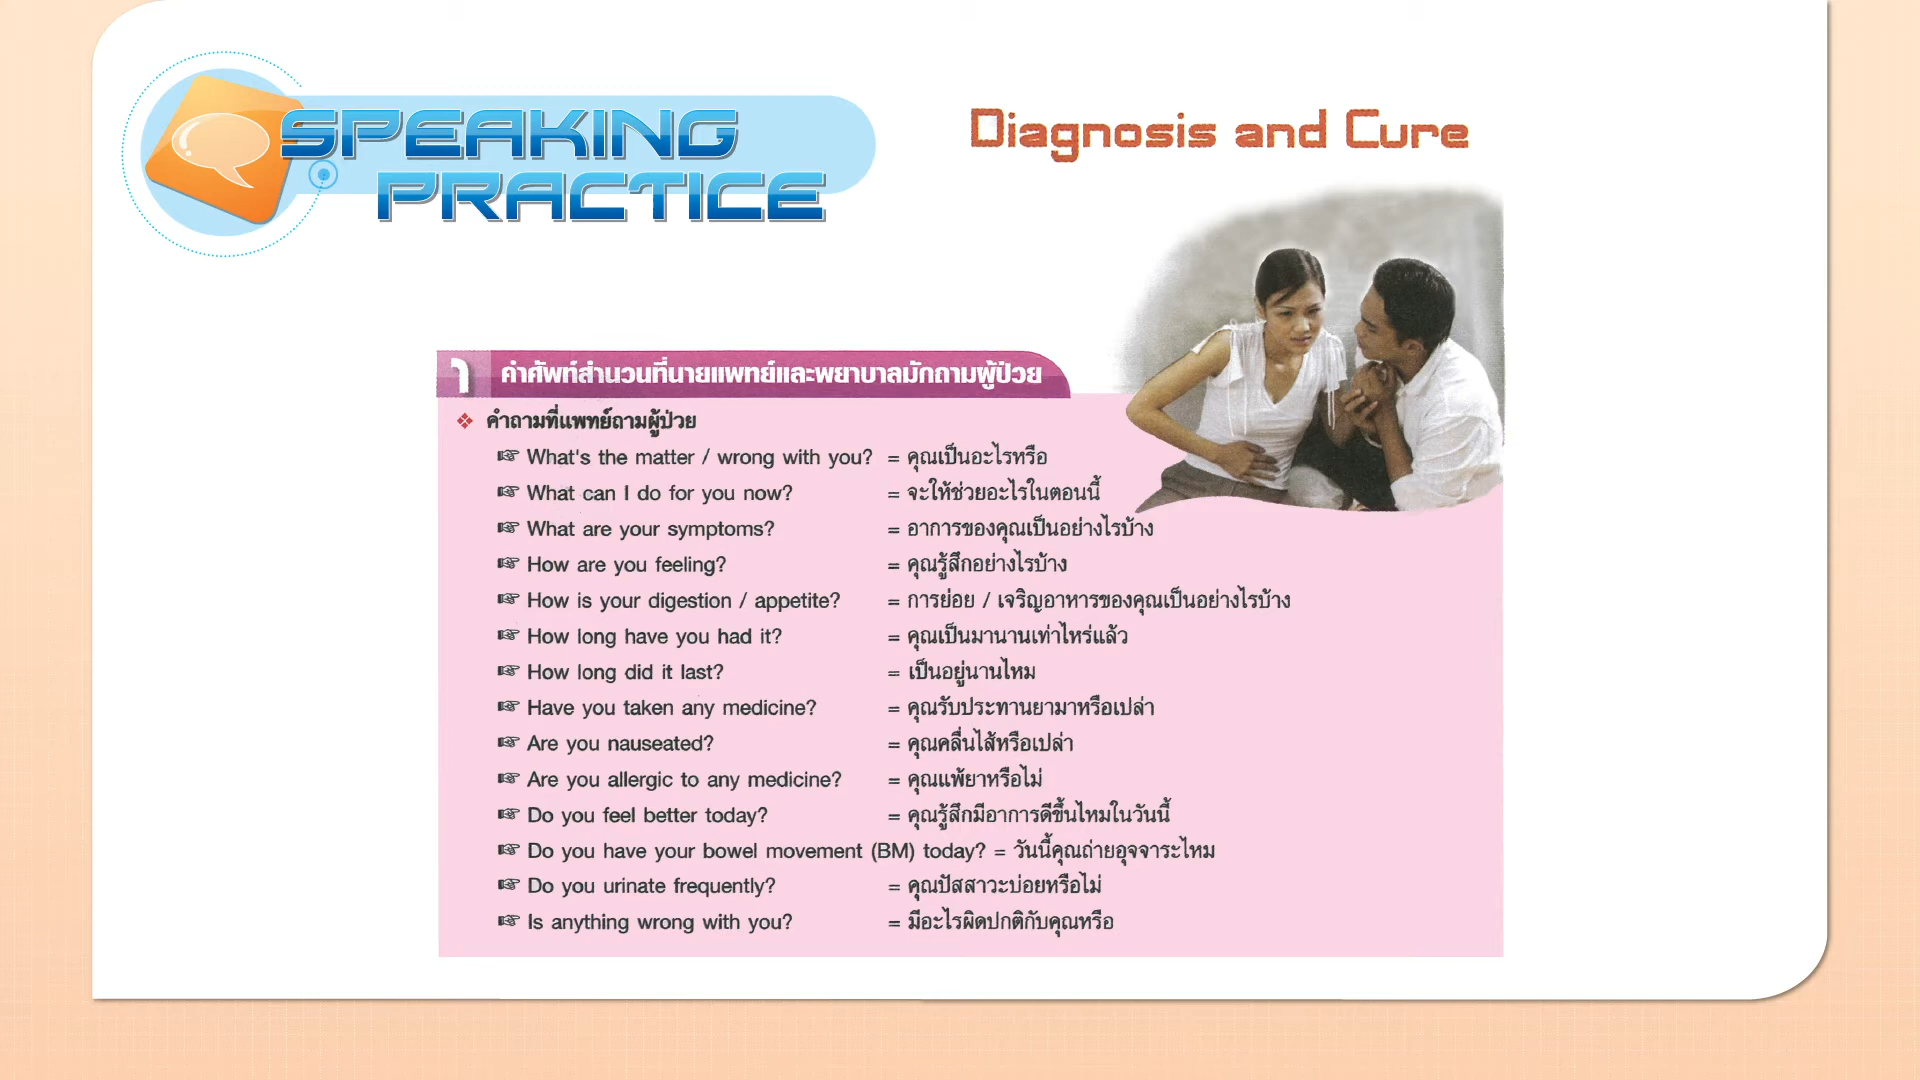 SPEAKING
PRACTICE
Diagnosis and Cure
๑ คำศัพท์สำนวนที่นายแพทย์และพยาบาลมักถามผู้ป่วย
❖ คำถามที่แพทย์ถามผู้ป่วย
☞ What's the matter / wrong with you? = คุณเป็นอะไรหรือ
☞ What can I do for you now? = จะให้ช่วยอะไรในตอนนี้
☞ What are your symptoms? = อาการของคุณเป็นอย่างไรบ้าง
☞ How are you feeling? = คุณรู้สึกอย่างไรบ้าง
☞ How is your digestion / appetite? = การย่อย / เจริญอาหารของคุณเป็นอย่างไรบ้าง
☞ How long have you had it? = คุณเป็นมานานเท่าไหร่แล้ว
☞ How long did it last? = เป็นอยู่นานไหม
☞ Have you taken any medicine? = คุณรับประทานยามาหรือเปล่า
☞ Are you nauseated? = คุณคลื่นไส้หรือเปล่า
☞ Are you allergic to any medicine? = คุณแพ้ยาหรือไม่
☞ Do you feel better today? = คุณรู้สึกมีอาการดีขึ้นไหมในวันนี้
☞ Do you have your bowel movement (BM) today? = วันนี้คุณถ่ายอุจจาระไหม
☞ Do you urinate frequently? = คุณปัสสาวะบ่อยหรือไม่
☞ Is anything wrong with you? = มีอะไรผิดปกติกับคุณหรือ